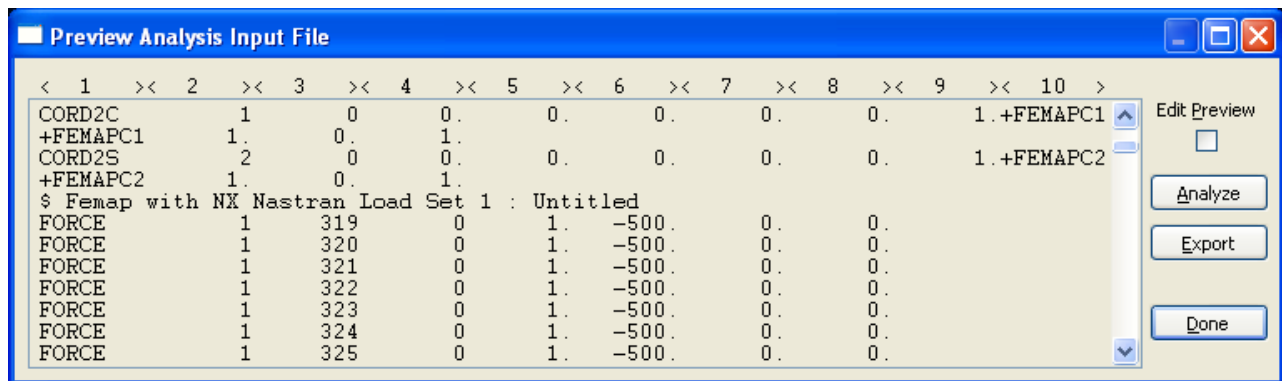 Preview Analysis Input File
< 1 >< 2 >< 3 >< 4 >< 5 >< 6 >< 7 >< 8 >< 9 >< 10 >
CORD2C 1 0 0. 0. 0. 0. 0. 1.+FEMAPC1
+FEMAPC1 1. 0. 1.
CORD2S 2 0 0. 0. 0. 0. 0. 1.+FEMAPC2
+FEMAPC2 1. 0. 1.
$ Femap with NX Nastran Load Set 1 : Untitled
FORCE 1 319 0 1. -500. 0. 0.
FORCE 1 320 0 1. -500. 0. 0.
FORCE 1 321 0 1. -500. 0. 0.
FORCE 1 322 0 1. -500. 0. 0.
FORCE 1 323 0 1. -500. 0. 0.
FORCE 1 324 0 1. -500. 0. 0.
FORCE 1 325 0 1. -500. 0. 0.
Edit Preview
Analyze
Export
Done